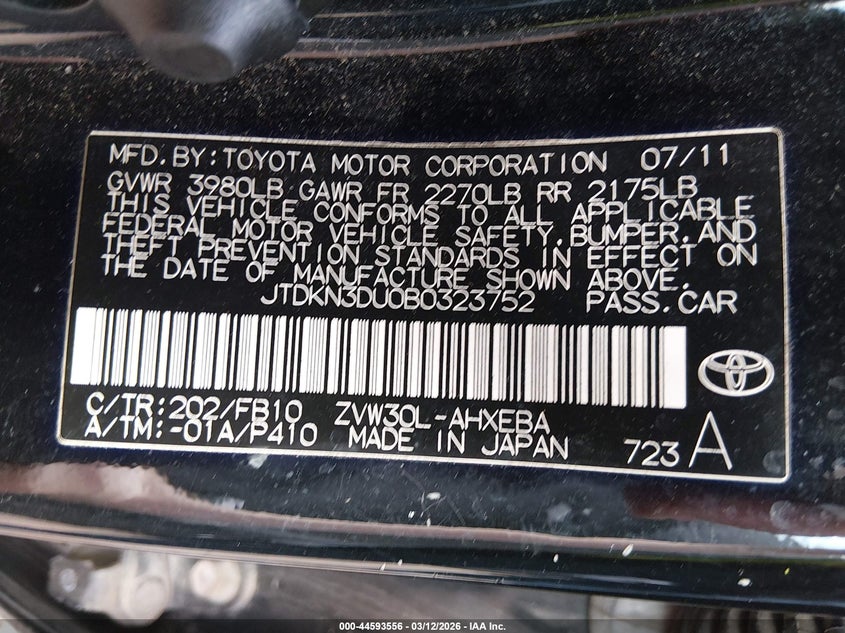 MFD. BY: TOYOTA MOTOR CORPORATION 07/11
GVWR 3980LB GAWR FR 2270LB RR 2175LB
THIS VEHICLE CONFORMS TO ALL APPLICABLE
FEDERAL MOTOR VEHICLE SAFETY, BUMPER, AND
THEFT PREVENTION STANDARDS IN EFFECT ON
THE DATE OF MANUFACTURE SHOWN ABOVE.
JTDKN3DU0B0323752 PASS. CAR
C/TR: 202/FB10 ZVW30L-AHXEBA
A/TM: -01A/P410 MADE IN JAPAN 723 A
000-44593556 - 03/12/2026 - IAA Inc.